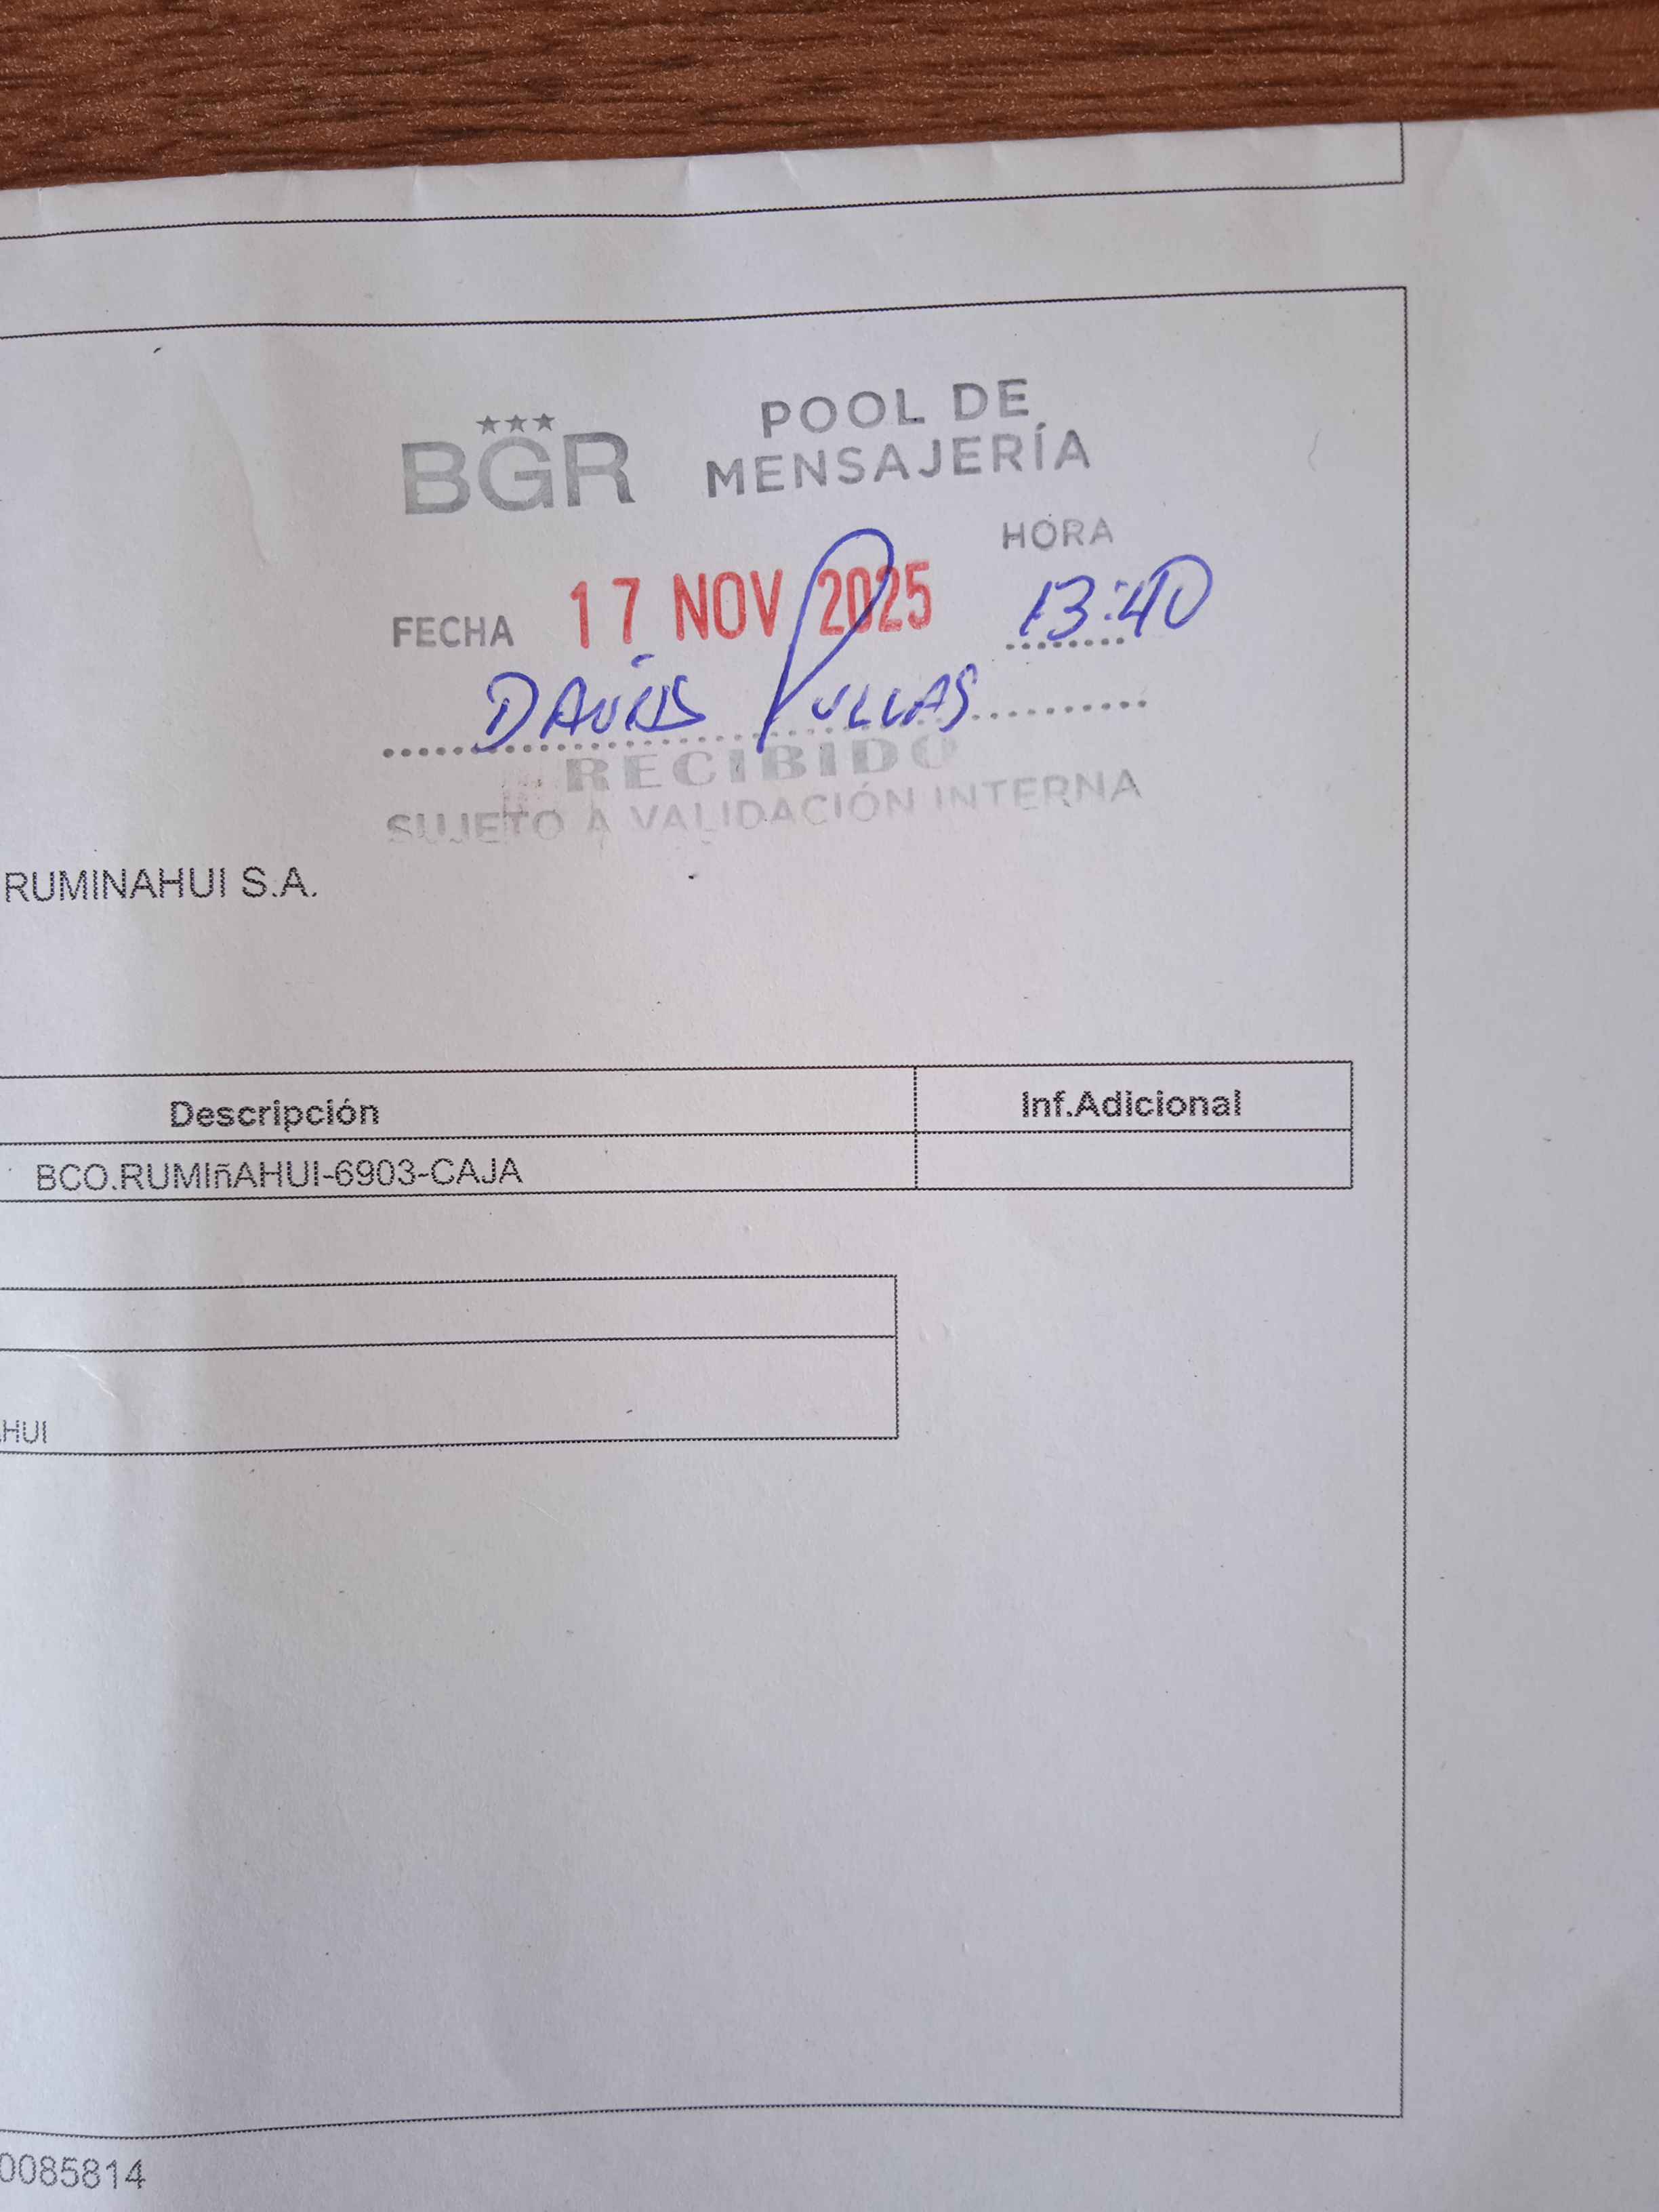 BGR POOL DE
MENSAJERÍA
HORA
FECHA 17 NOV 2025 13:40
PULLAS
RECIBIDO
SUJETO A VALIDACIÓN INTERNA
RUMINAHUI S.A.
Descripción Inf.Adicional
BCO.RUMIñAHUI-6903-CAJA
HUI
0085814